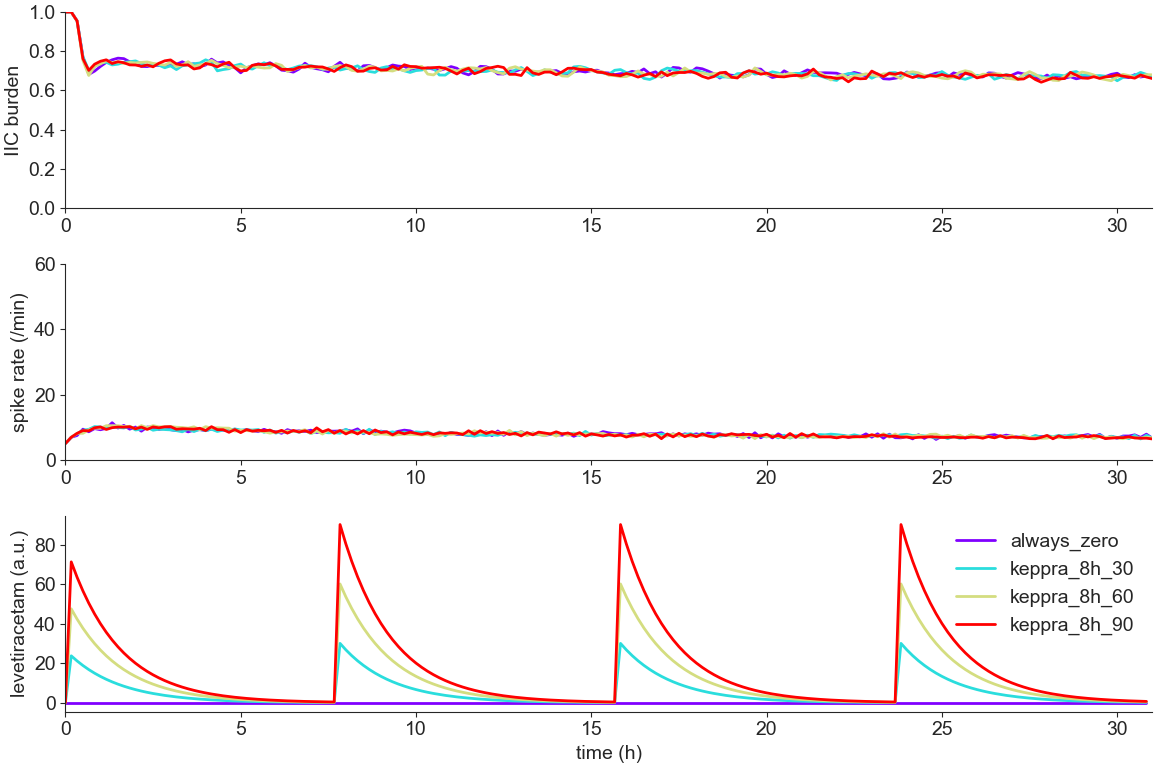 1.0
0.8
0.6
0.4
0.2
0.0
IIC burden
0 5 10 15 20 25 30
60
40
20
0
spike rate (/min)
0 5 10 15 20 25 30
80
60
40
20
0
levetiracetam (a.u.)
always_zero
keppra_8h_30
keppra_8h_60
keppra_8h_90
0 5 10 15 20 25 30
time (h)